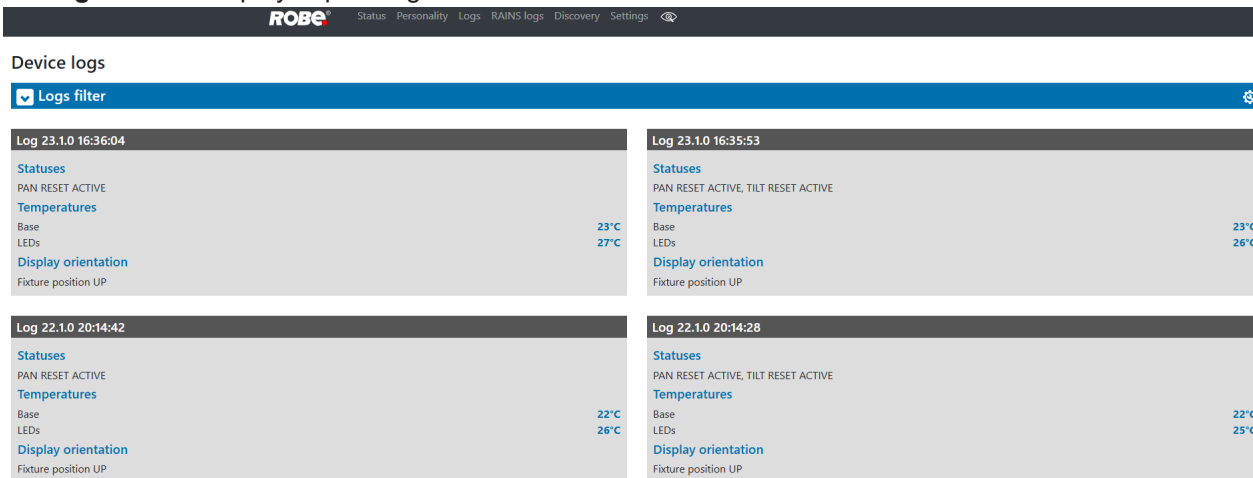 ROBE®
Status Personality Logs RAINS logs Discovery Settings
Device logs
Logs filter
Log 23.1.0 16:36:04
Statuses
PAN RESET ACTIVE
Temperatures
Base 23°C
LEDs 27°C
Display orientation
Fixture position UP
Log 23.1.0 16:35:53
Statuses
PAN RESET ACTIVE, TILT RESET ACTIVE
Temperatures
Base 23°C
LEDs 26°C
Display orientation
Fixture position UP
Log 22.1.0 20:14:42
Statuses
PAN RESET ACTIVE
Temperatures
Base 22°C
LEDs 26°C
Display orientation
Fixture position UP
Log 22.1.0 20:14:28
Statuses
PAN RESET ACTIVE, TILT RESET ACTIVE
Temperatures
Base 22°C
LEDs 25°C
Display orientation
Fixture position UP